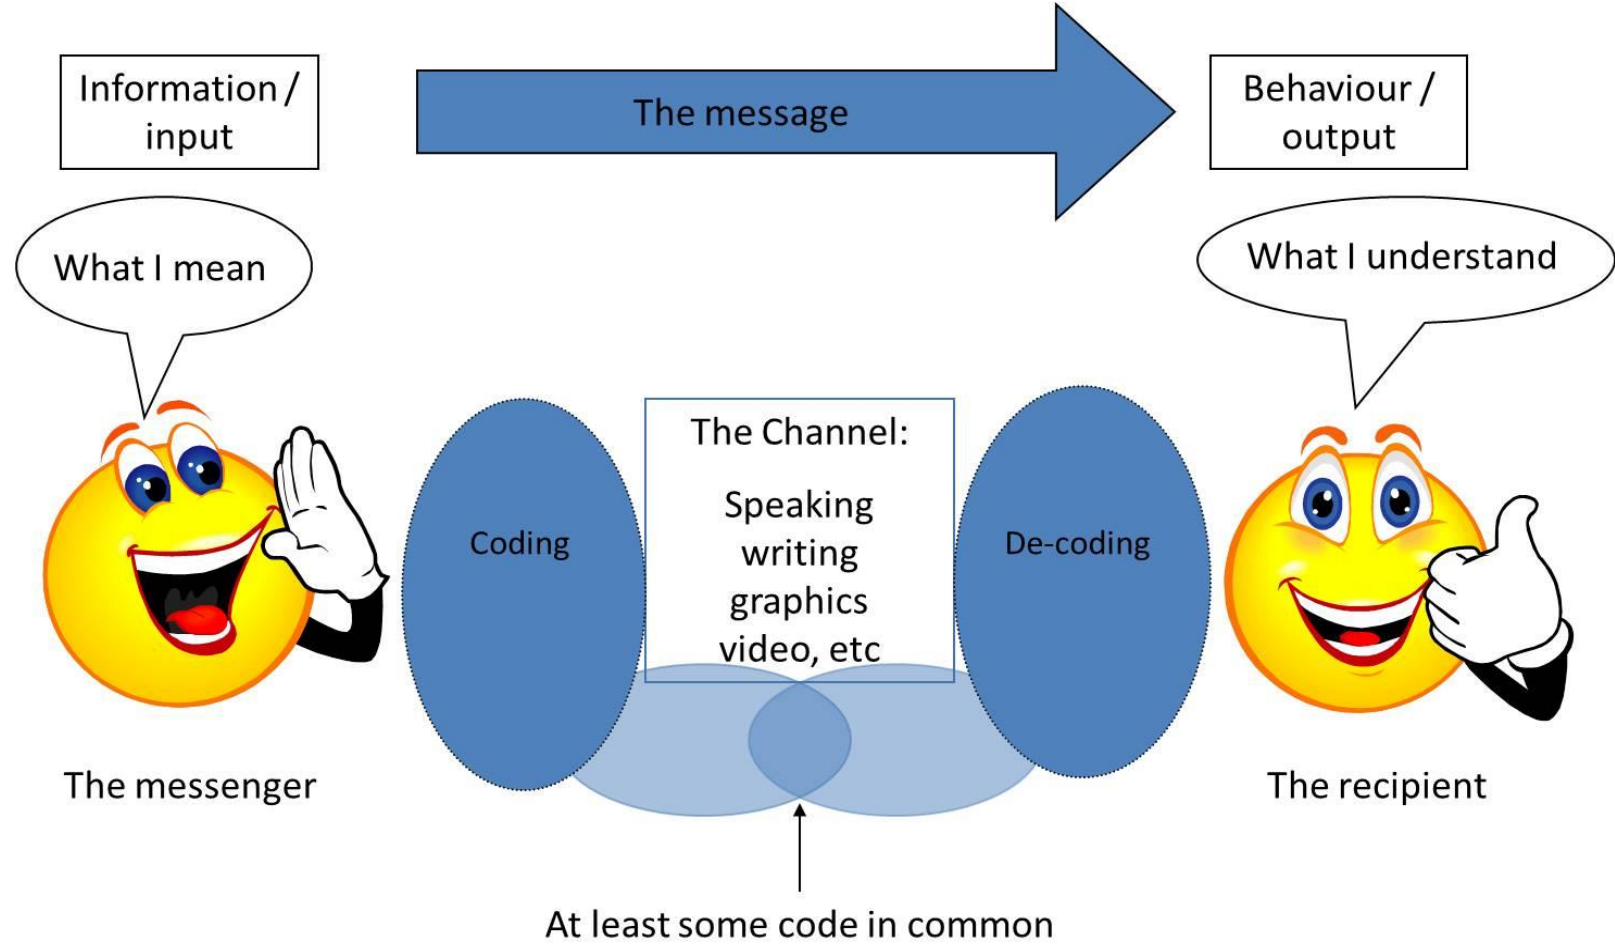 Information /
input
The message
Behaviour /
output
What I mean
What I understand
The Channel:
Speaking
writing
graphics
video, etc
Coding
De-coding
The messenger
The recipient
At least some code in common